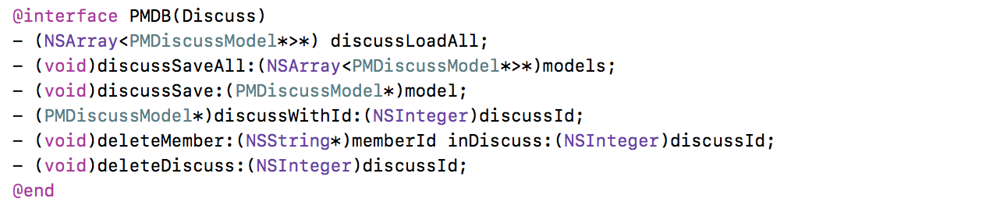 @interface PMDB(Discuss)
- (NSArray<PMDiscussModel*>*) discussLoadAll;
- (void)discussSaveAll:(NSArray<PMDiscussModel*>*)models;
- (void)discussSave:(PMDiscussModel*)model;
- (PMDiscussModel*)discussWithId:(NSInteger)discussId;
- (void)deleteMember:(NSString*)memberId inDiscuss:(NSInteger)discussId;
- (void)deleteDiscuss:(NSInteger)discussId;
@end